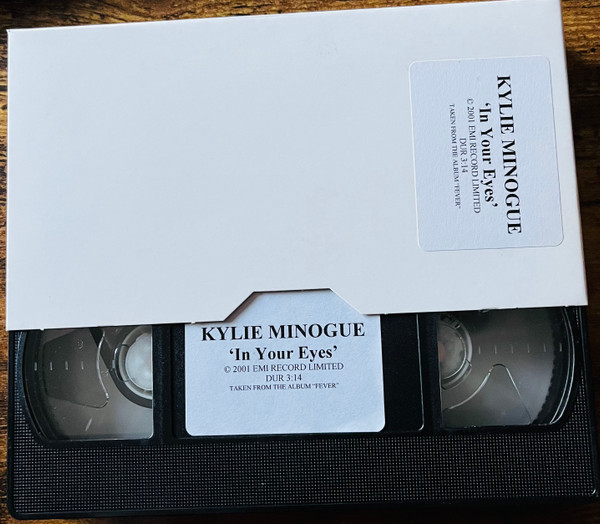 KYLIE MINOGUE
‘In Your Eyes’
© 2001 EMI RECORD LIMITED
DUR 3:14
TAKEN FROM THE ALBUM "FEVER"
KYLIE MINOGUE
‘In Your Eyes’
© 2001 EMI RECORD LIMITED
DUR 3:14
TAKEN FROM THE ALBUM "FEVER"